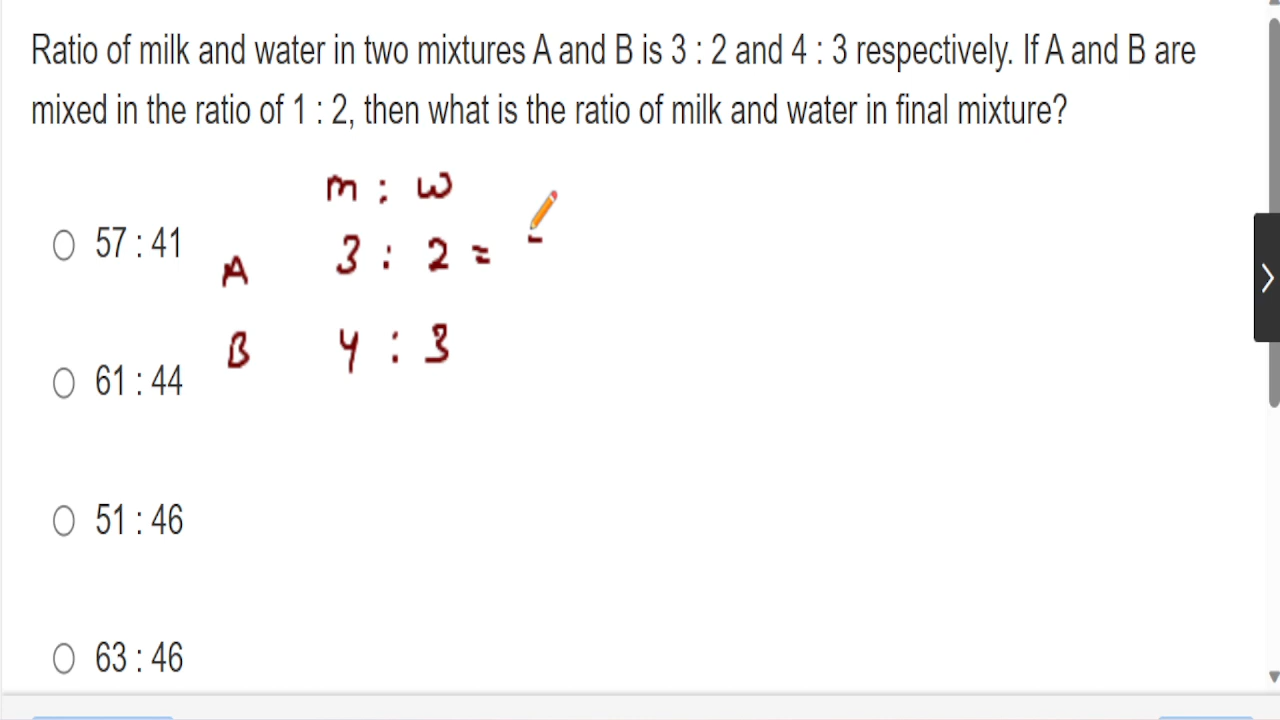 Ratio of milk and water in two mixtures A and B is 3 : 2 and 4 : 3 respectively. If A and B are
mixed in the ratio of 1 : 2, then what is the ratio of milk and water in final mixture?
m : w
57 : 41
A 3 : 2 =
B 4 : 3
61 : 44
51 : 46
63 : 46